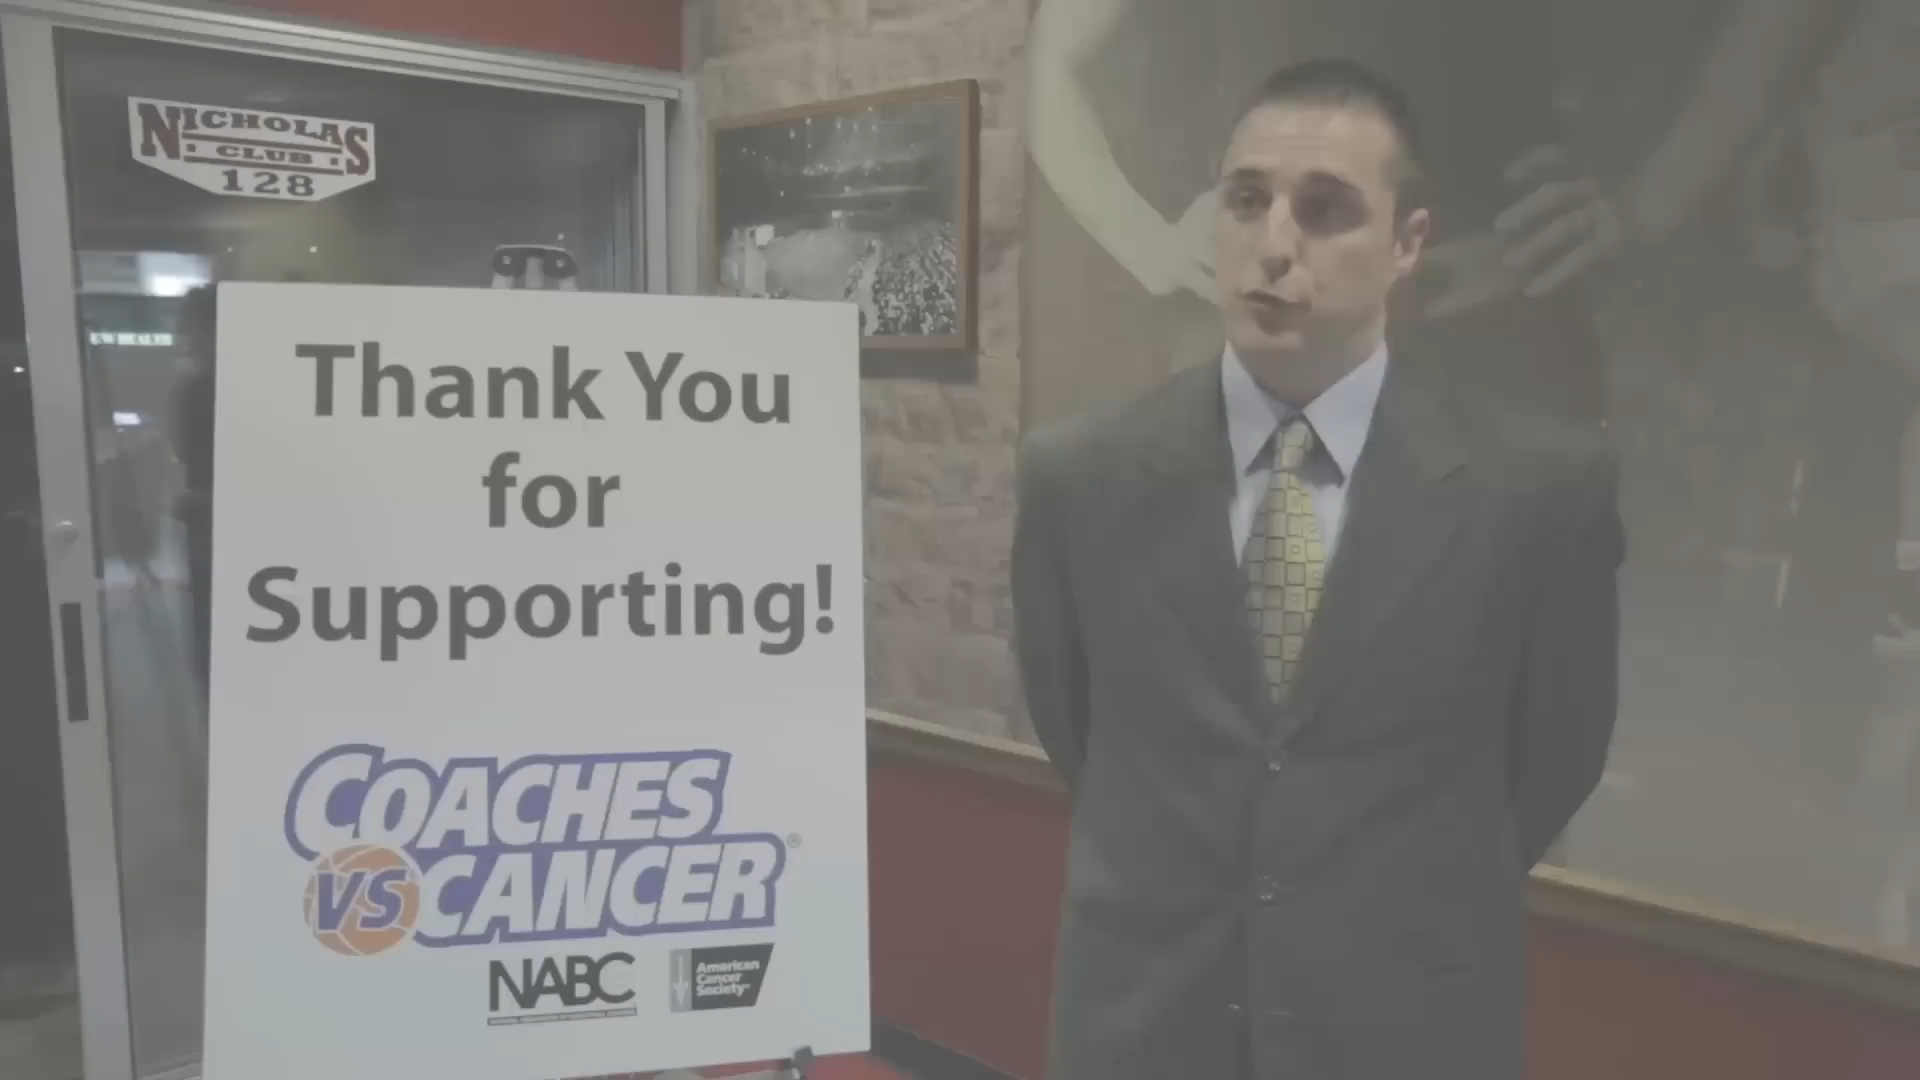 NICHOLAS
CLUB
128
Thank You
for
Supporting!
COACHES
VS CANCER®
NABC
American
Cancer
Society